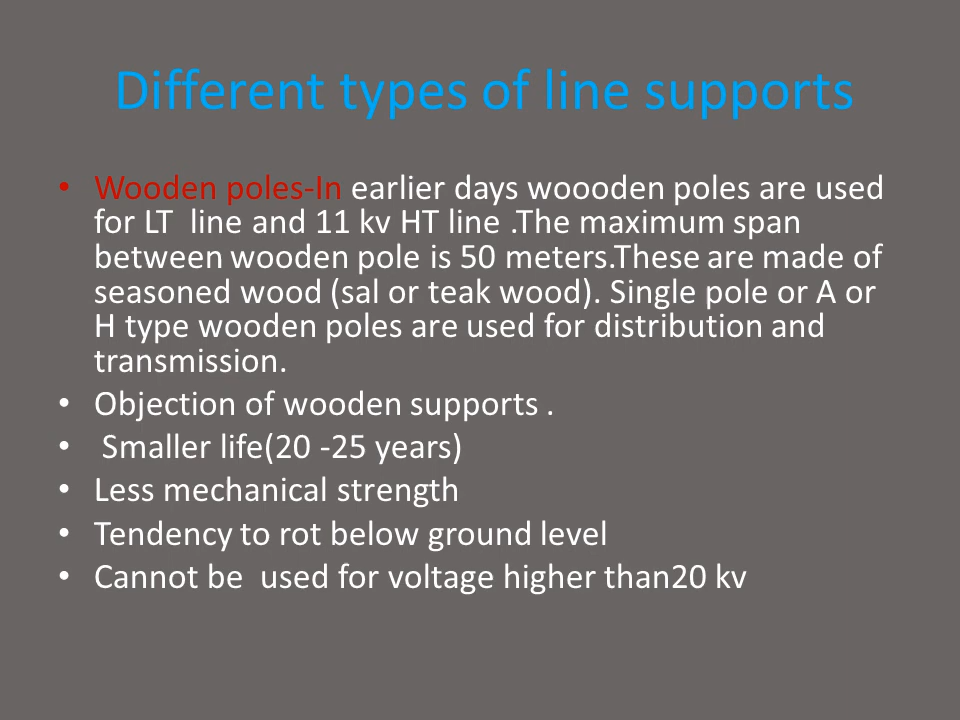 Different types of line supports
• Wooden poles-In earlier days woooden poles are used
for LT  line and 11 kv HT line .The maximum span
between wooden pole is 50 meters.These are made of
seasoned wood (sal or teak wood). Single pole or A or
H type wooden poles are used for distribution and
transmission.
• Objection of wooden supports .
•  Smaller life(20 -25 years)
• Less mechanical strength
• Tendency to rot below ground level
• Cannot be  used for voltage higher than20 kv